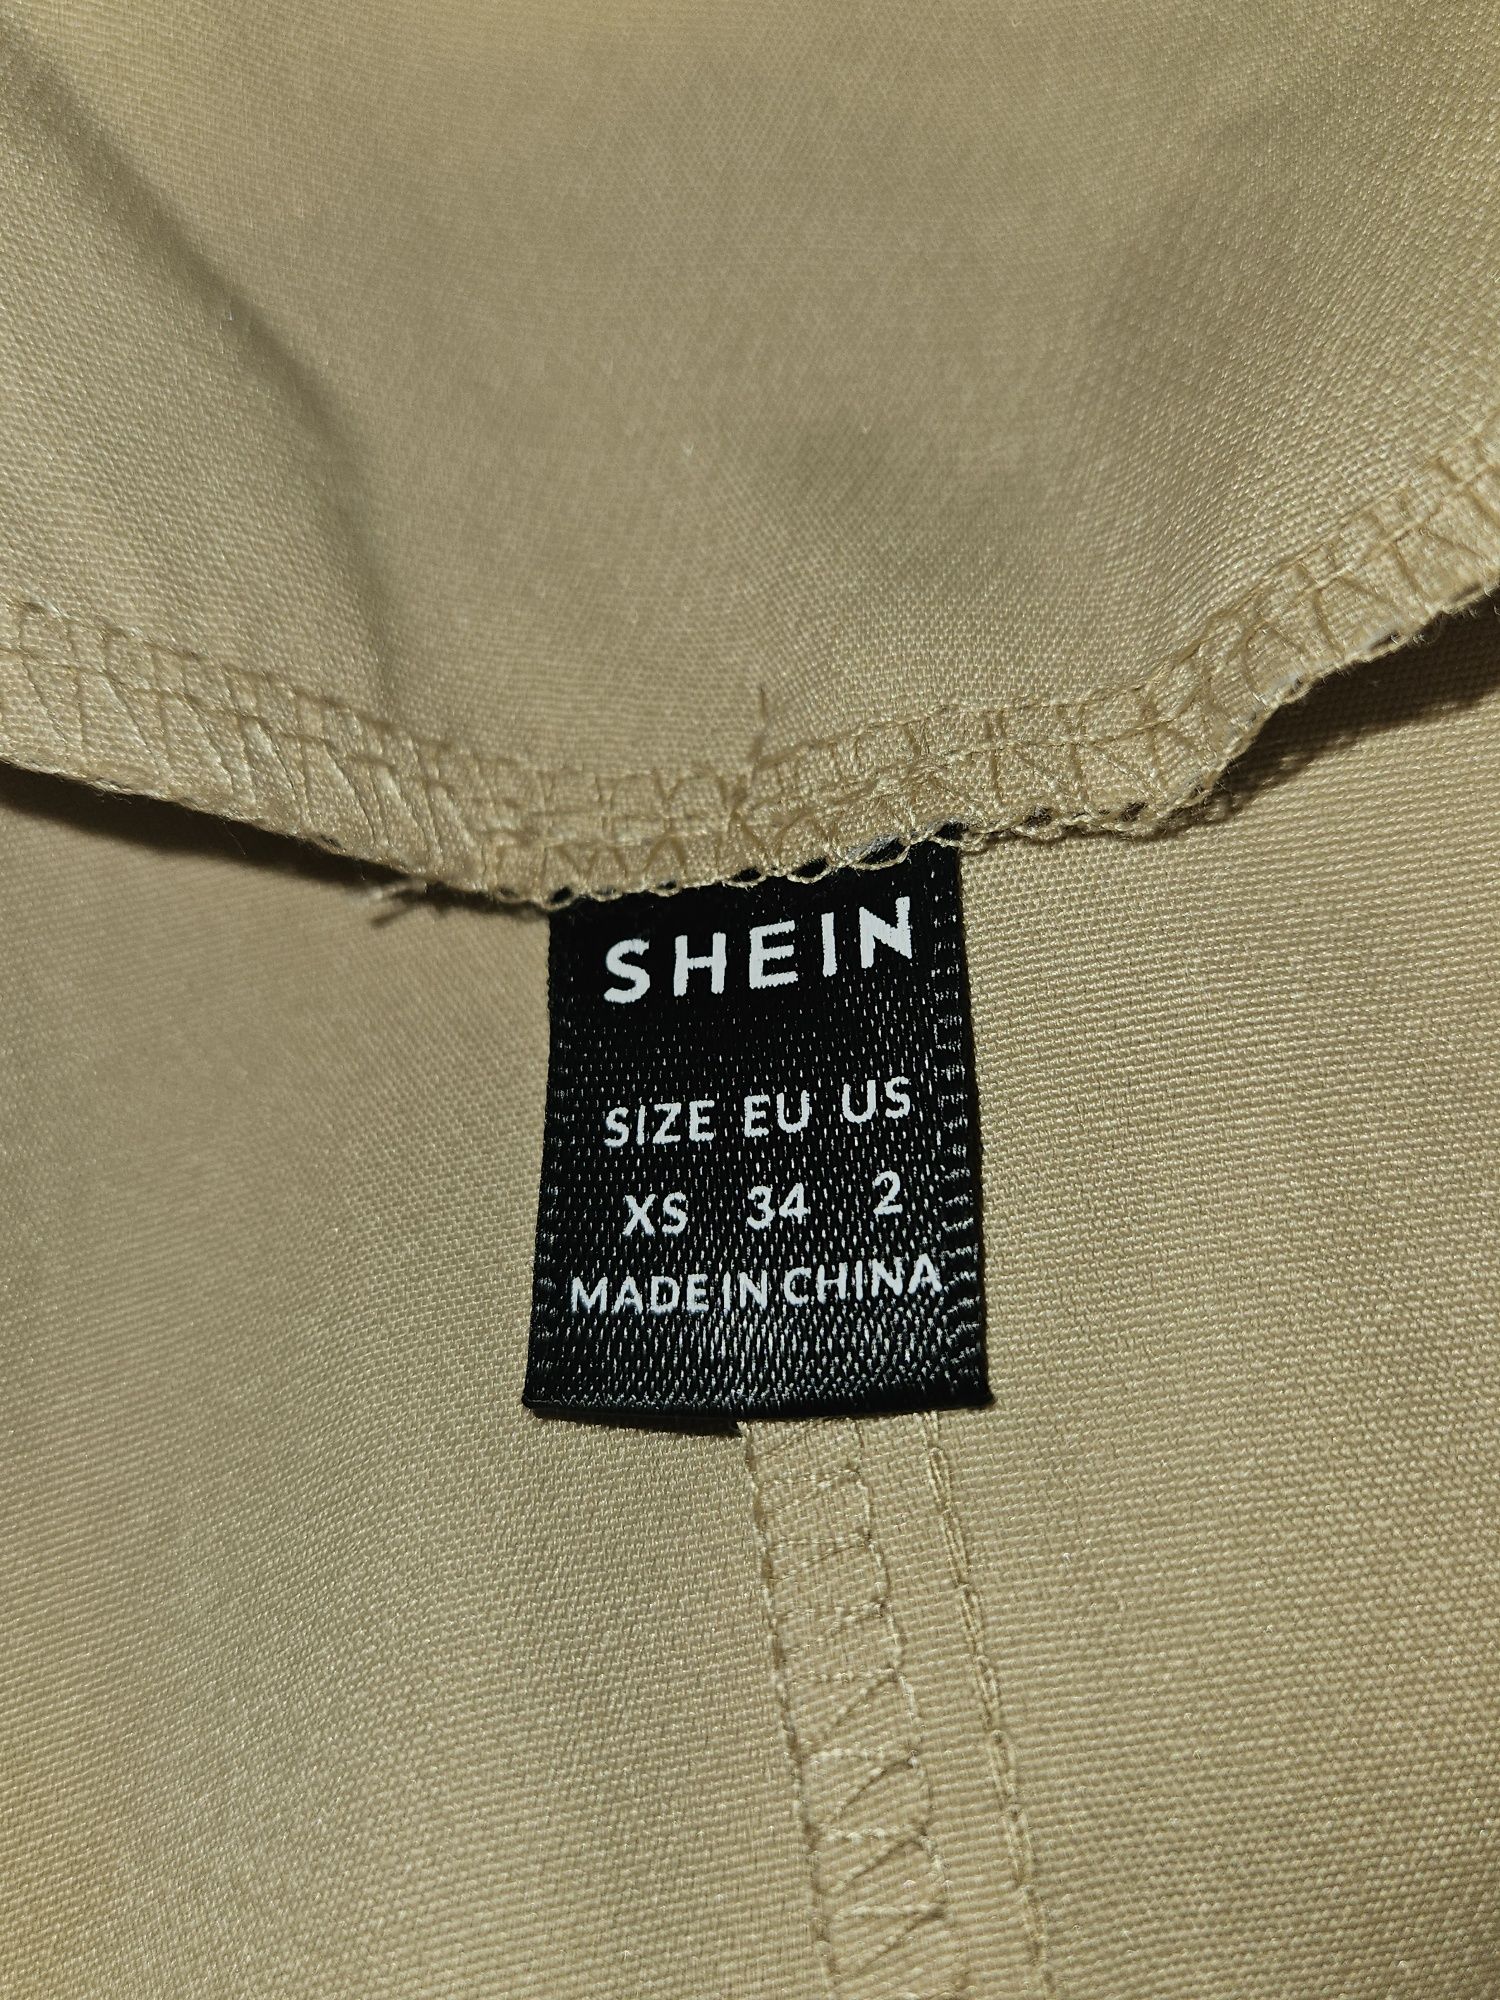 SHEIN
SIZE EU US
XS 34 2
MADE IN CHINA